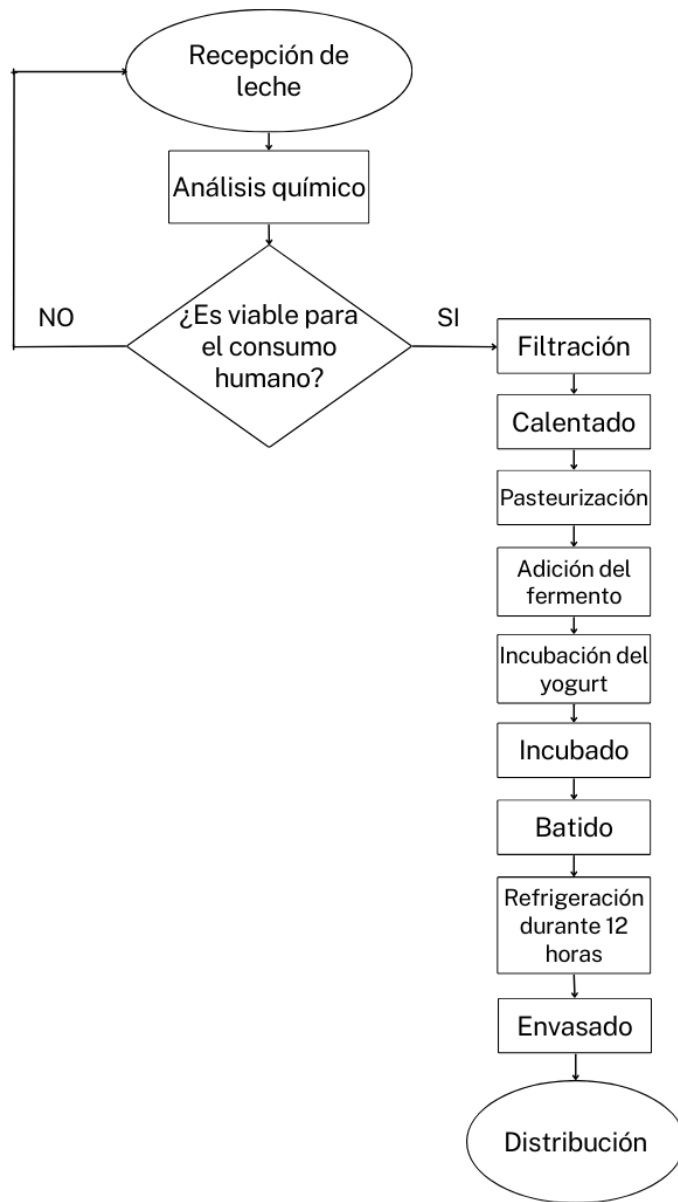 Recepción de
leche
Análisis químico
¿Es viable para
el consumo
humano?
NO
SI
Filtración
Calentado
Pasteurización
Adición del
fermento
Incubación del
yogurt
Incubado
Batido
Refrigeración
durante 12
horas
Envasado
Distribución